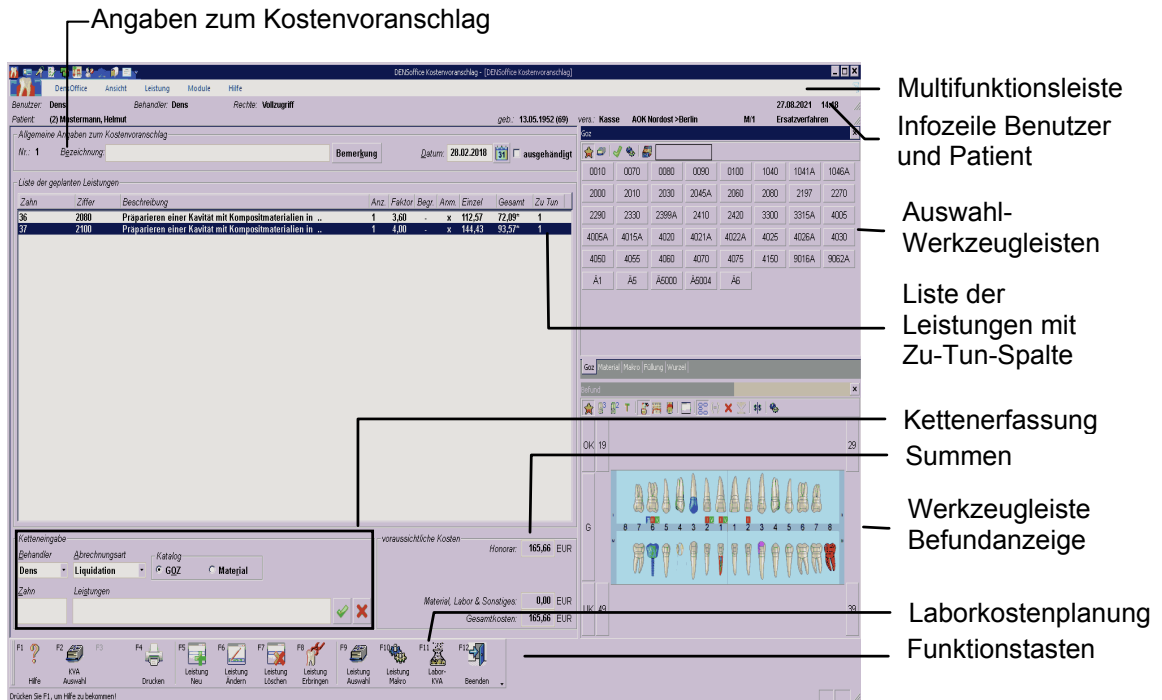 Angaben zum Kostenvoranschlag
DENSoffice Kostenvoranschlag - [DENSoffice Kostenvoranschlag]
DensOffice Ansicht Leistung Module Hilfe
Multifunktionsleiste
Benutzer: Dens Behandler: Dens Rechte: Vollzugriff 27.08.2021 14:48
Patient: (2) Mustermann, Helmut geb.: 13.05.1952 (69) vers.: Kasse AOK Nordost >Berlin M/1 Ersatzverfahren
Infozeile Benutzer
und Patient
Allgemeine Angaben zum Kostenvoranschlag
Nr.: 1 Bezeichnung: Bemerkung Datum: 28.02.2018 31 ausgehändigt
Liste der geplanten Leistungen
Zahn Ziffer Beschreibung Anz. Faktor Begr. Anm. Einzel Gesamt Zu Tun
36 2080 Präparieren einer Kavität mit Kompositmaterialien in .. 1 3,60 - x 112,57 72,09* 1
37 2100 Präparieren einer Kavität mit Kompositmaterialien in .. 1 4,00 - x 144,43 93,57* 1
Goz
0010 0070 0080 0090 0100 1040 1041A 1046A
2000 2010 2030 2045A 2060 2080 2197 2270
2290 2330 2399A 2410 2420 3300 3315A 4005
4005A 4015A 4020 4021A 4022A 4025 4026A 4030
4050 4055 4060 4070 4075 4150 9016A 9062A
Ä1 Ä5 Ä5000 Ä5004 Ä6
Goz Material Makro Füllung Wurzel
Auswahl-
Werkzeugleisten
Liste der
Leistungen mit
Zu-Tun-Spalte
Befund
OK 19 29
G 8 7 6 5 4 3 2 1 1 2 3 4 5 6 7 8
UK 49 39
Kettenerfassung
Summen
Werkzeugleiste
Befundanzeige
Ketteneingabe
Behandler Abrechnungsart Katalog
Dens Liquidation GOZ Material
Zahn Leistungen
voraussichtliche Kosten
Honorar: 165,66 EUR
Material, Labor & Sonstiges: 0,00 EUR
Gesamtkosten: 165,66 EUR
Laborkostenplanung
Funktionstasten
F1 Hilfe
F2 KVA Auswahl
F3
F4 Drucken
F5 Leistung Neu
F6 Leistung Ändern
F7 Leistung Löschen
F8 Leistung Erbringen
F9 Leistung Auswahl
F10 Leistung Makro
F11 Labor-KVA
F12 Beenden
Drücken Sie F1, um Hilfe zu bekommen!